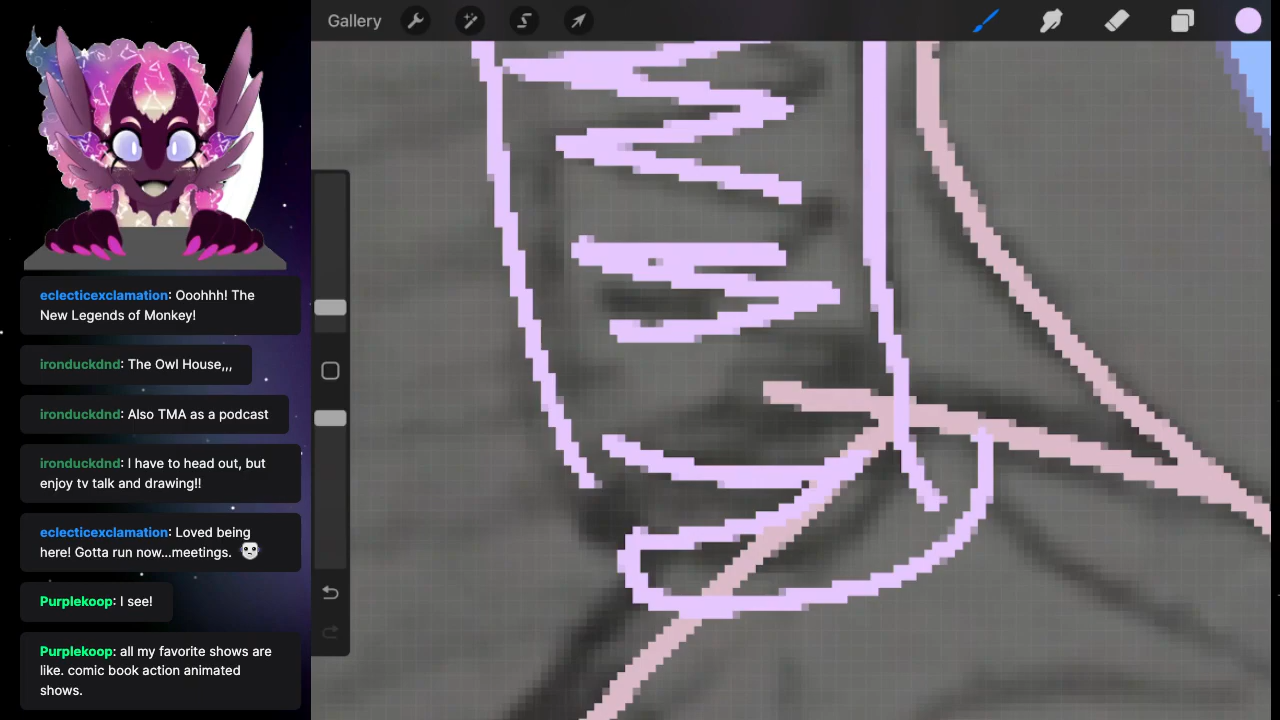 Gallery
eclecticexclamation: Ooohhh! The
New Legends of Monkey!
ironduckdnd: The Owl House,,,
ironduckdnd: Also TMA as a podcast
ironduckdnd: I have to head out, but
enjoy tv talk and drawing!!
eclecticexclamation: Loved being
here! Gotta run now...meetings.
Purplekoop: I see!
Purplekoop: all my favorite shows are
like. comic book action animated
shows.